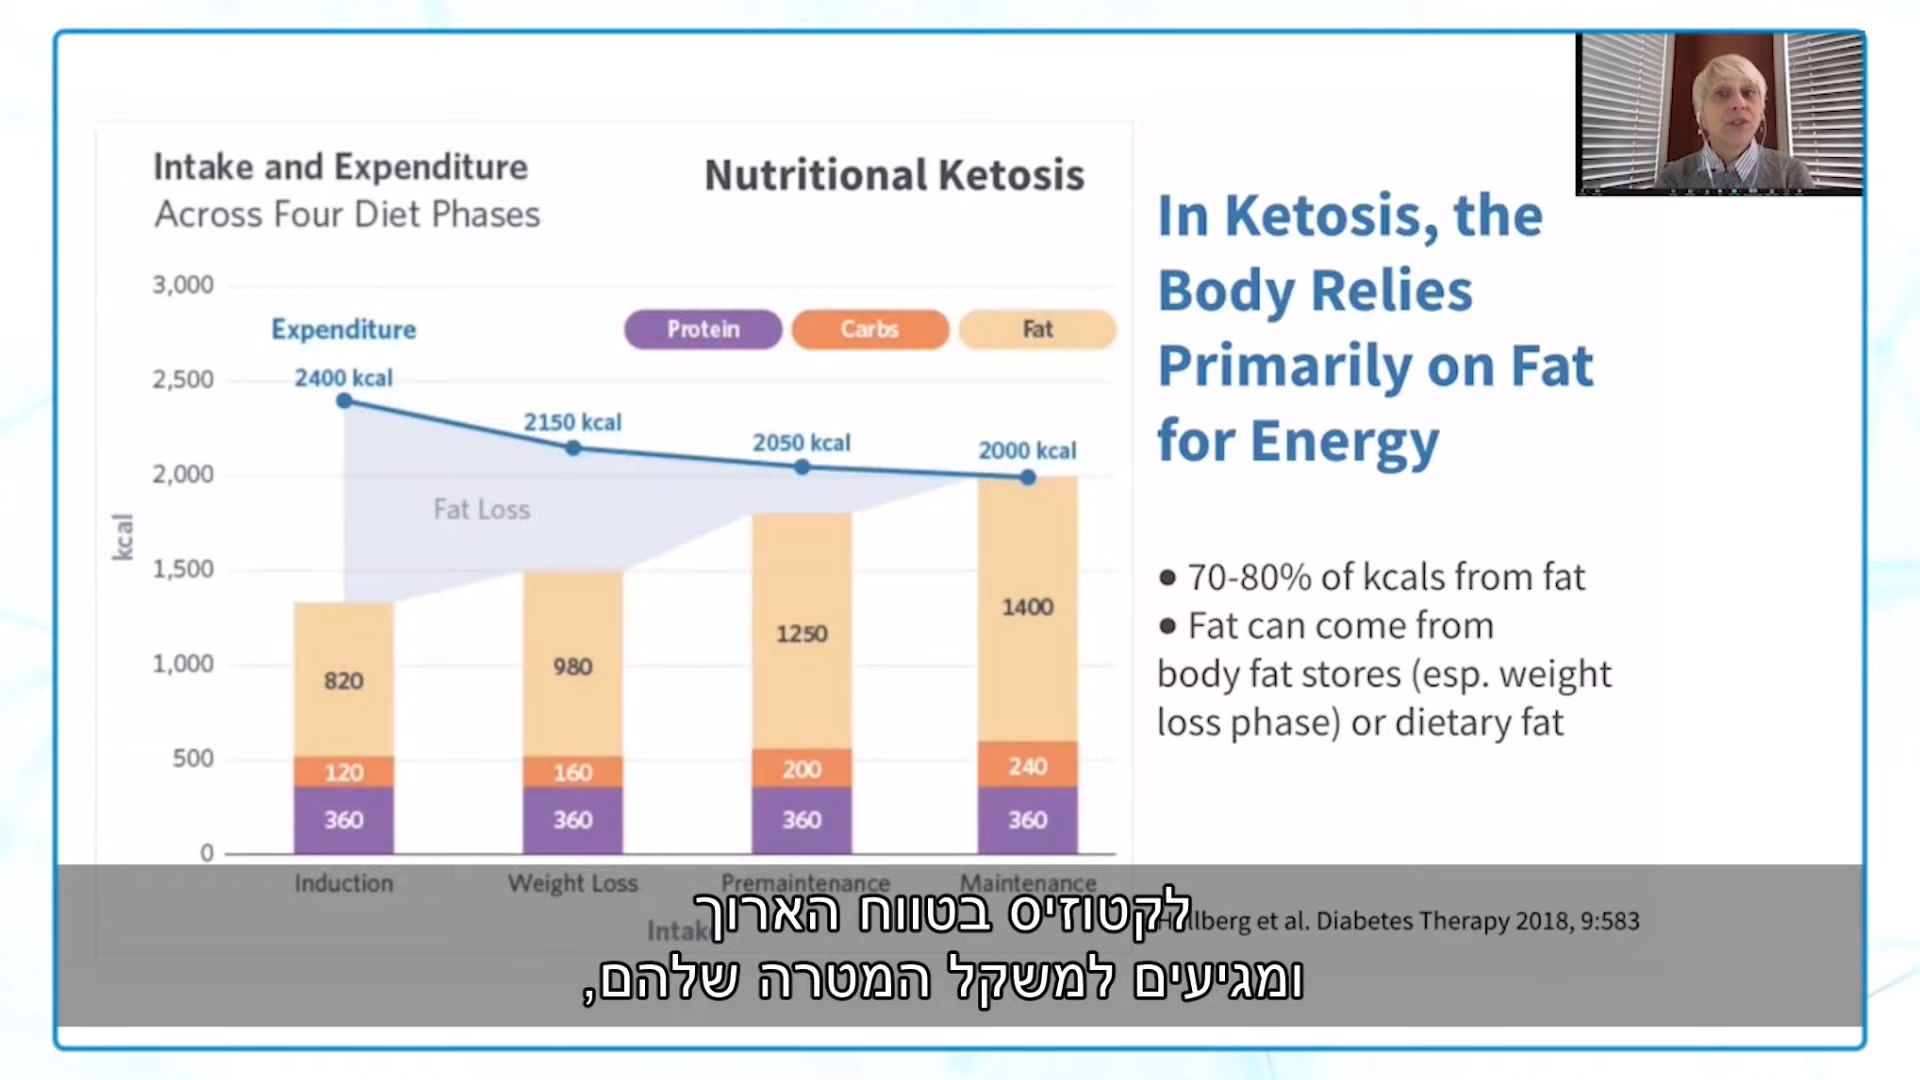 Intake and Expenditure
Across Four Diet Phases
Nutritional Ketosis
3,000
2,500
2,000
1,500
1,000
500
0
kcal
Expenditure
Protein
Carbs
Fat
2400 kcal
2150 kcal
2050 kcal
2000 kcal
Fat Loss
820
120
360
980
160
360
1250
200
360
1400
240
360
Induction
Weight Loss
Premaintenance
Maintenance
In Ketosis, the
Body Relies
Primarily on Fat
for Energy
● 70-80% of kcals from fat
● Fat can come from
body fat stores (esp. weight
loss phase) or dietary fat
et al. Diabetes Therapy 2018, 9:583
לקטוזיס בטווח הארוך
ומגיעים למשקל המטרה שלהם,